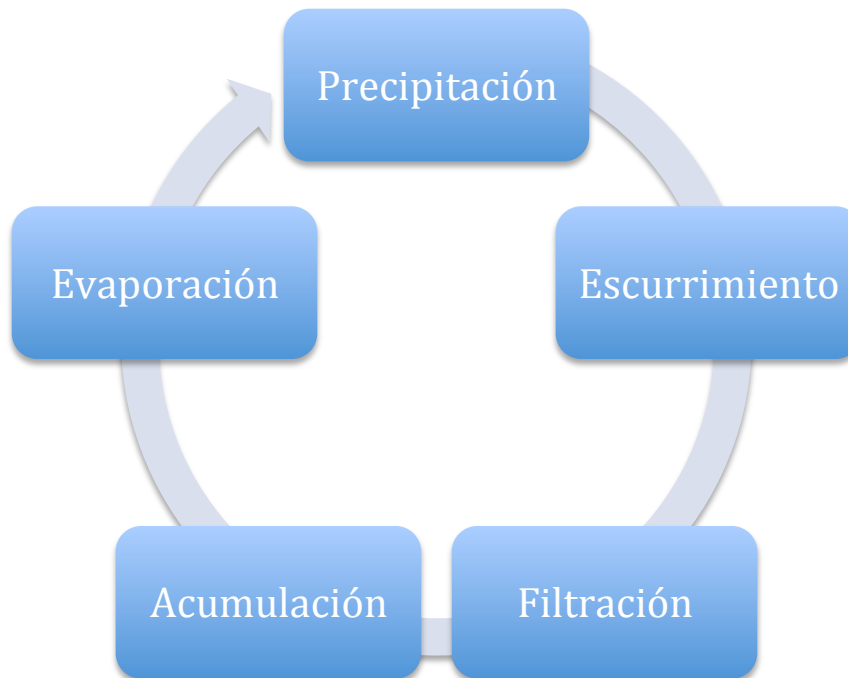 Precipitación
Escurrimiento
Filtración
Acumulación
Evaporación